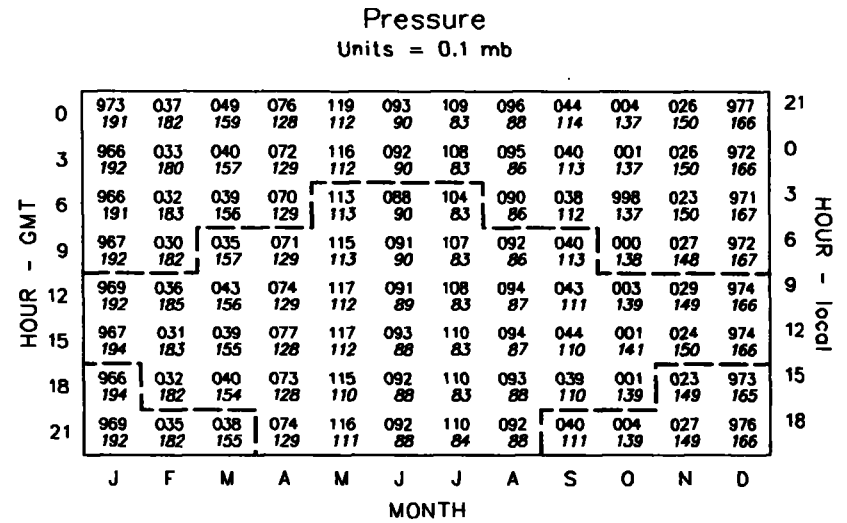 Pressure
Units = 0.1 mb
0 973 037 049 076 119 093 109 096 044 004 026 977 21
191 182 159 128 112 90 83 88 114 137 150 166
3 966 033 040 072 116 092 108 095 040 001 026 972 0
192 180 157 129 112 90 83 86 113 137 150 166
6 966 032 039 070 113 088 104 090 038 998 023 971 3
191 183 156 129 113 90 83 86 112 137 150 167
9 967 030 035 071 115 091 107 092 040 000 027 972 6
192 182 157 129 113 90 83 86 113 138 148 167
12 969 036 043 074 117 091 108 094 043 003 029 974 9
192 185 156 129 112 89 83 87 111 139 149 166
15 967 031 039 077 117 093 110 094 044 001 024 974 12
194 183 155 128 112 88 83 87 110 141 150 166
18 966 032 040 073 115 092 110 093 039 001 023 973 15
194 182 154 128 110 88 83 88 110 139 149 165
21 969 035 038 074 116 092 110 092 040 004 027 976 18
192 182 155 129 111 88 84 88 111 139 149 166
J F M A M J J A S O N D
MONTH
HOUR - GMT
HOUR - local